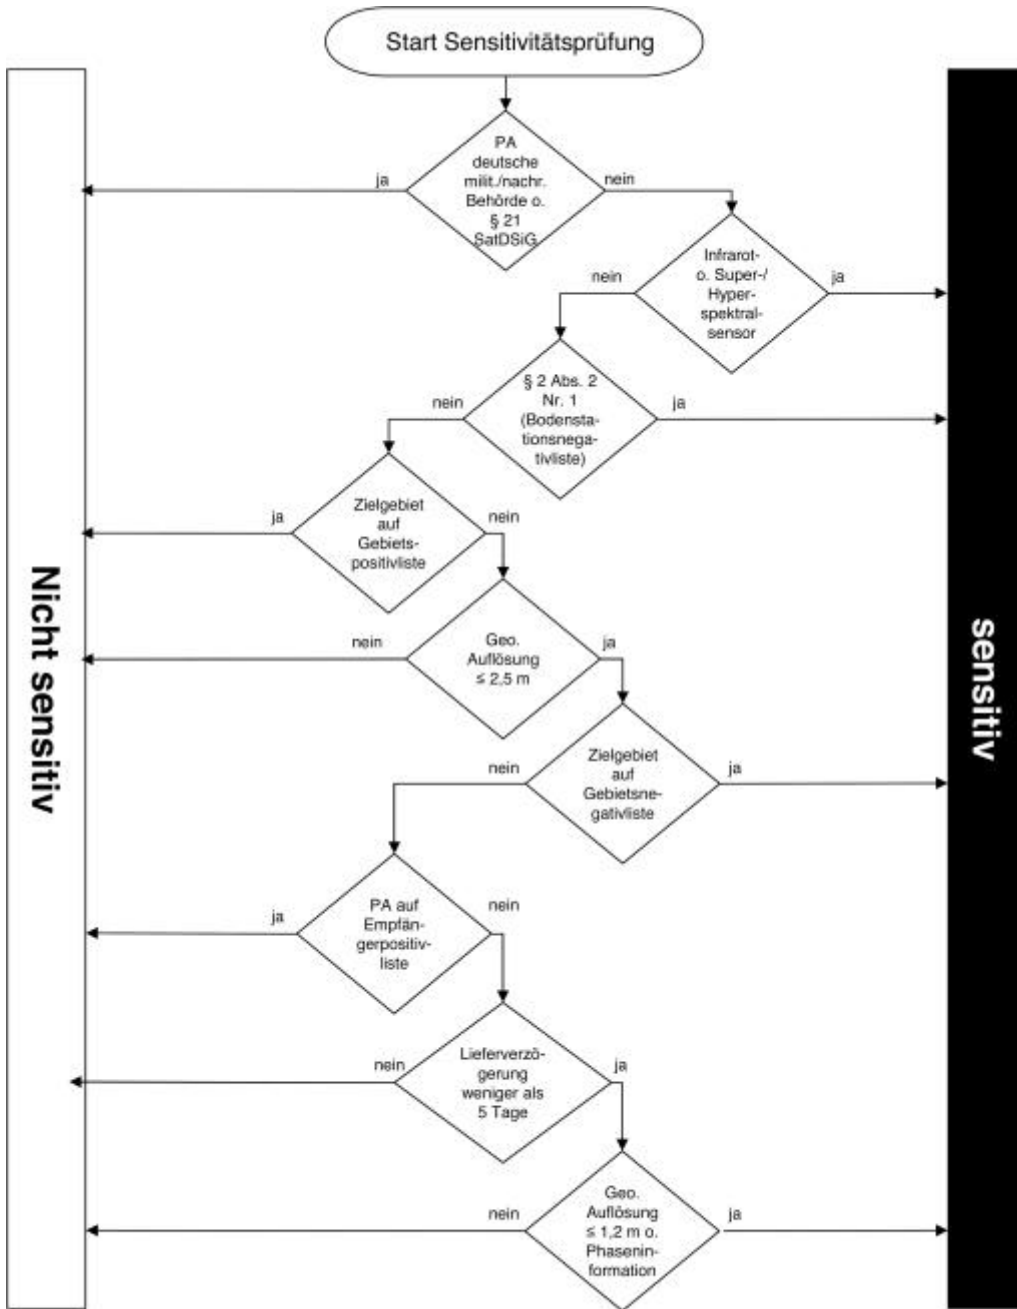 Start Sensitivitätsprüfung
PA
deutsche
milit./nachr.
Behörde o.
§ 21
SatDSiG
ja
nein
Infrarot-
o. Super-/
Hyper-
spektral-
sensor
nein
ja
§ 2 Abs. 2
Nr. 1
(Bodensta-
tionsnega-
tivliste)
nein
ja
Zielgebiet
auf
Gebiets-
positivliste
ja
nein
Geo.
Auflösung
≤ 2,5 m
nein
ja
Zielgebiet
auf
Gebietsne-
gativliste
nein
ja
PA auf
Empfän-
gerpositiv-
liste
ja
nein
Lieferverzö-
gerung
weniger als
5 Tage
nein
ja
Geo.
Auflösung
≤ 1,2 m o.
Phasenin-
formation
nein
ja
Nicht sensitiv
sensitiv